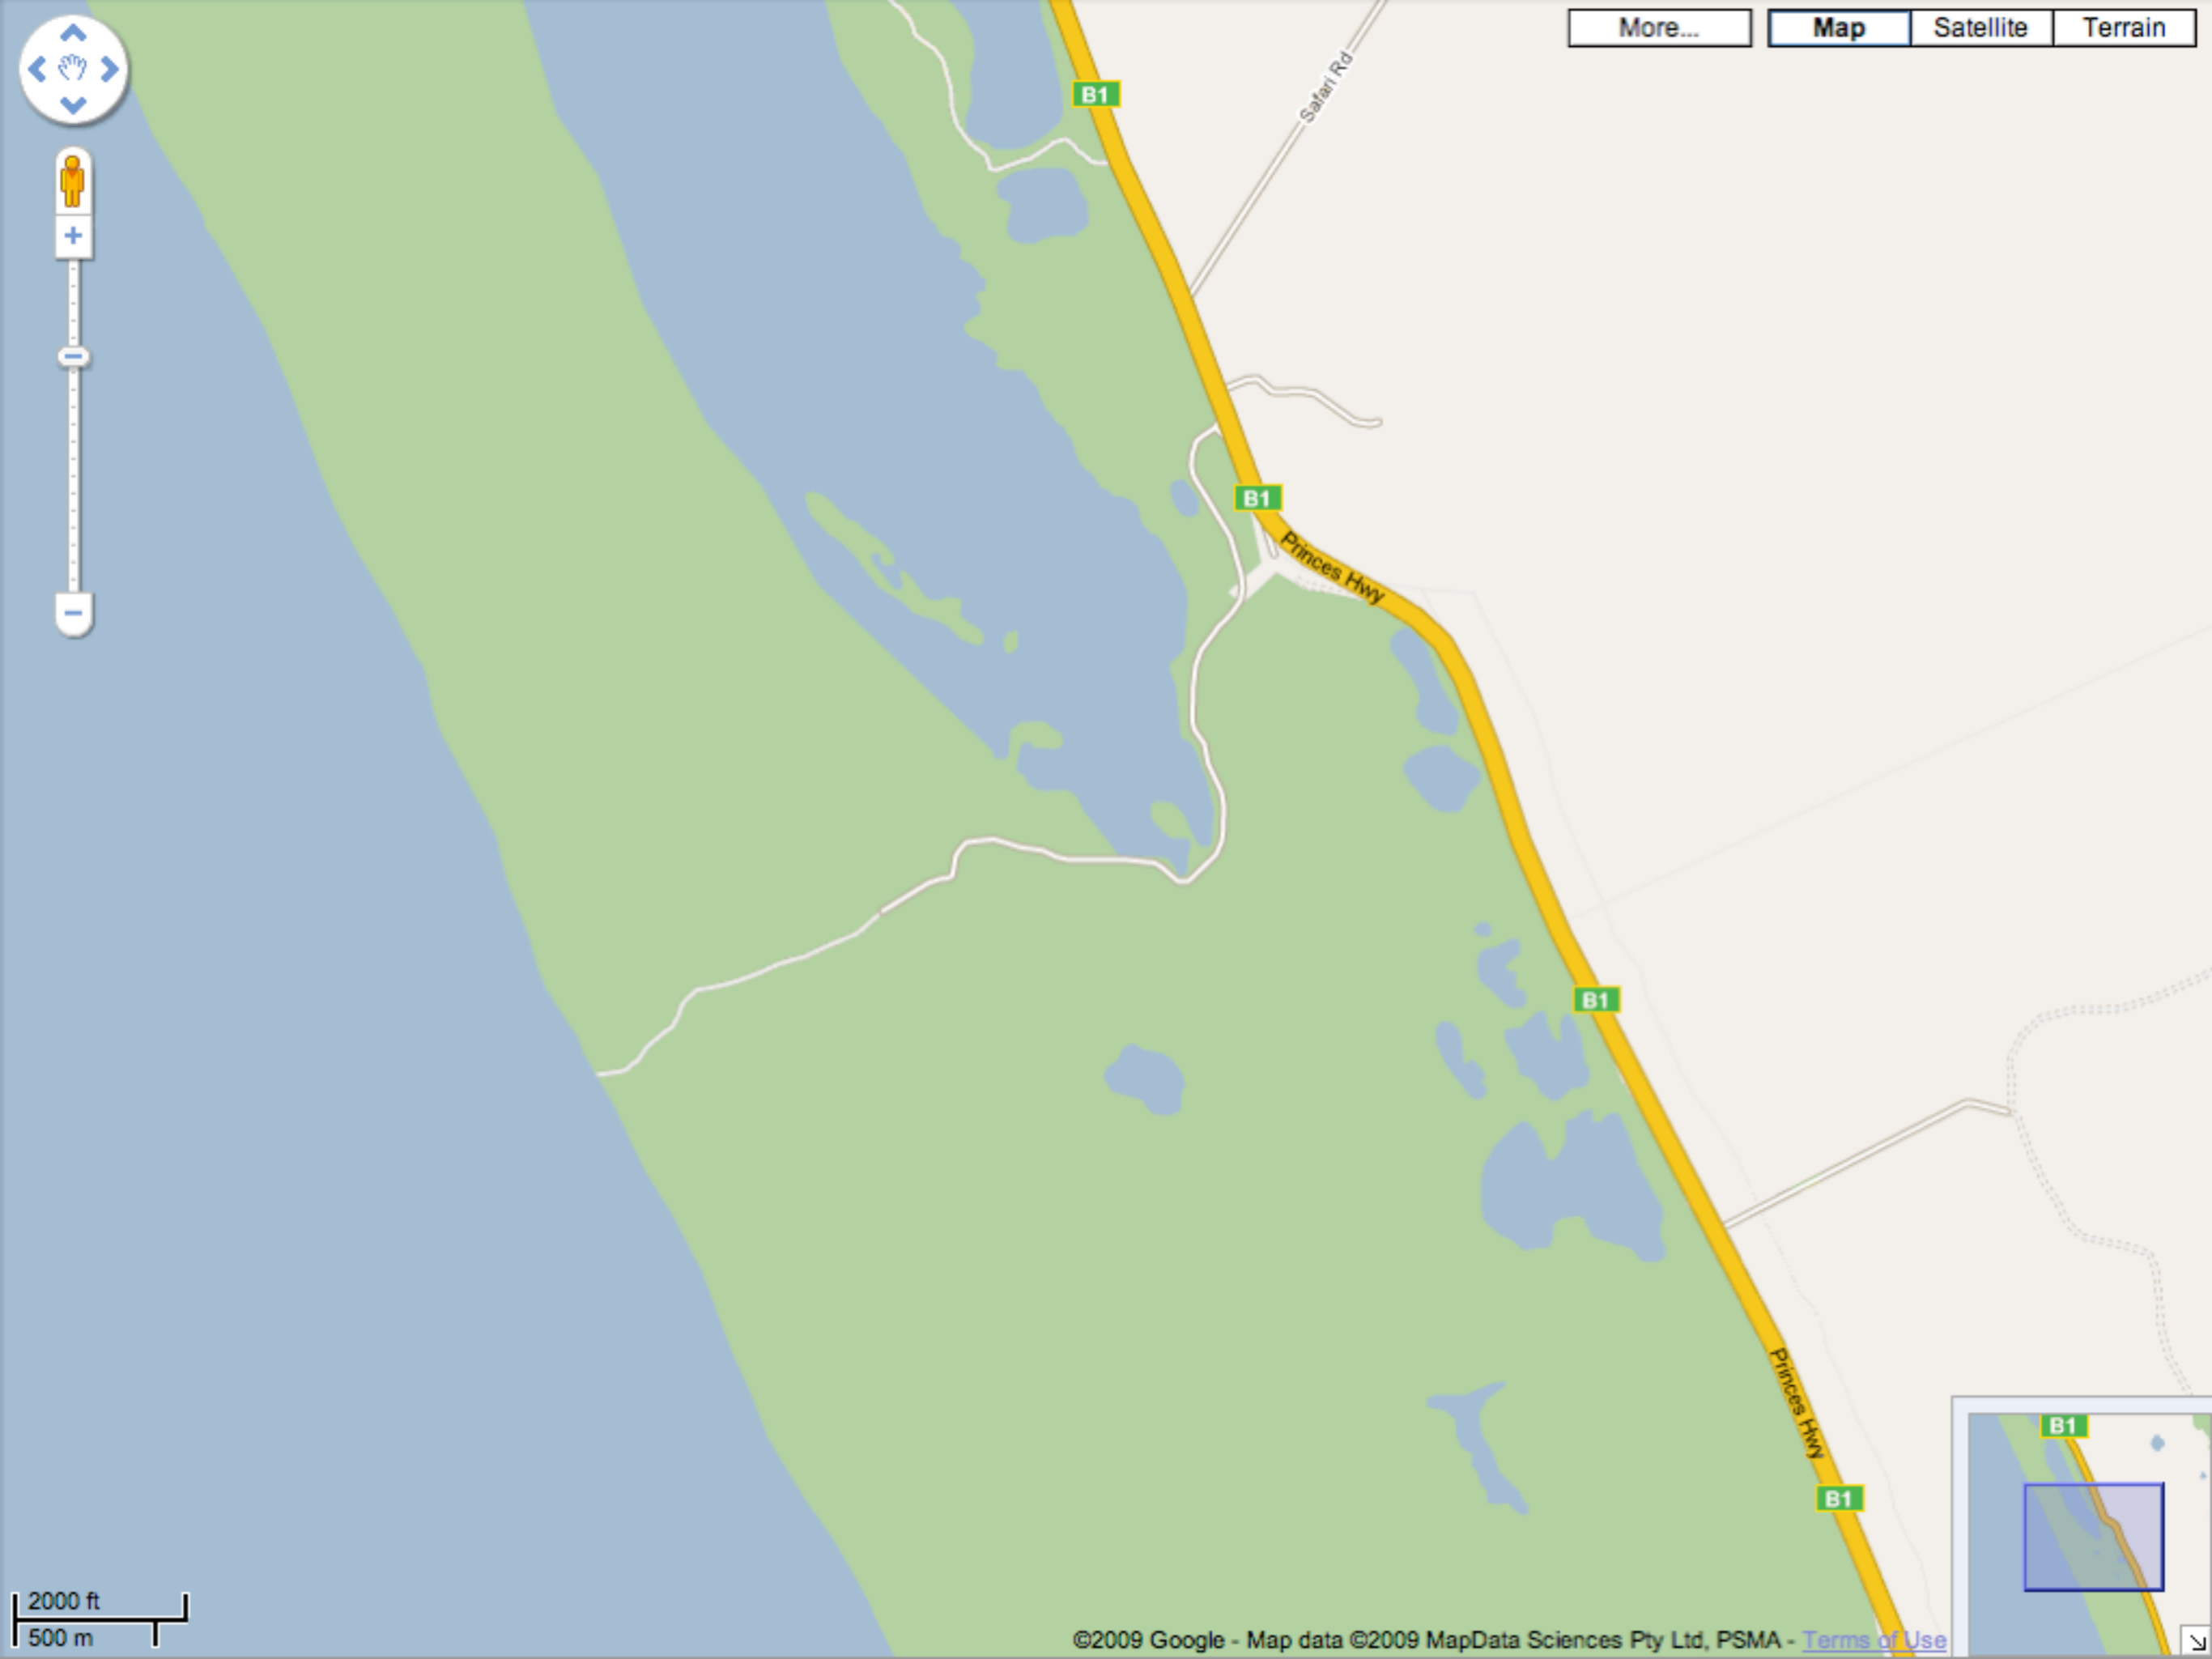 More...
Map
Satellite
Terrain
B1
Safari Rd
B1
Princes Hwy
B1
Princes Hwy
B1
B1
2000 ft
500 m
©2009 Google - Map data ©2009 MapData Sciences Pty Ltd, PSMA - Terms of Use